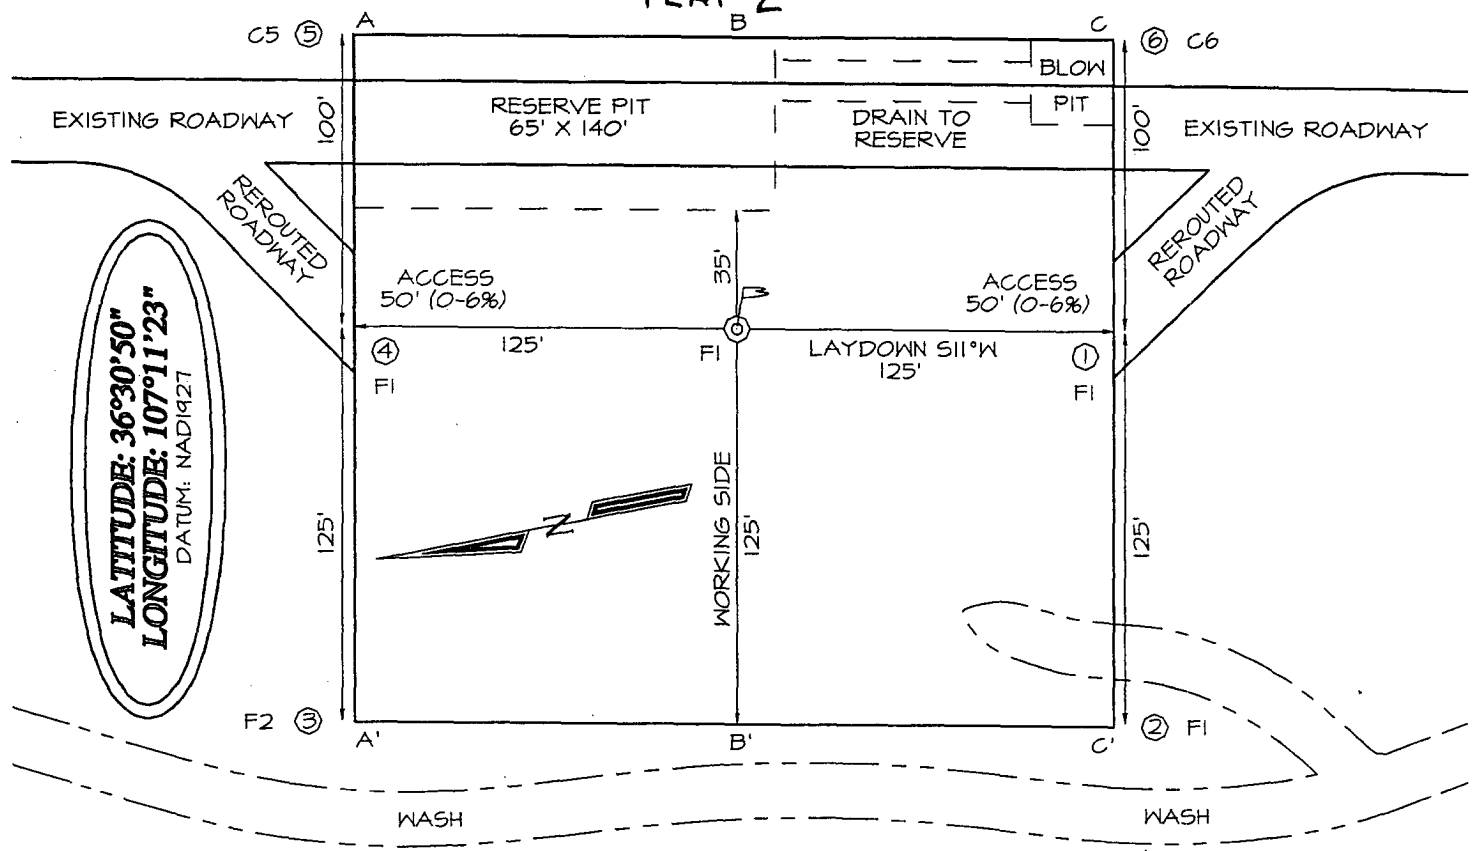 A
B
C
C5 ⑤
⑥ C6
BLOW
PIT
EXISTING ROADWAY
100'
RESERVE PIT
65' X 140'
DRAIN TO
RESERVE
100'
EXISTING ROADWAY
REROUTED
ROADWAY
REROUTED
ROADWAY
ACCESS
50' (0-6%)
35'
ACCESS
50' (0-6%)
④
F1
125'
F1
LAYDOWN S11°W
125'
①
F1
LATITUDE: 36°30'50"
LONGITUDE: 107°11'23"
DATUM: NAD1927
125'
N
WORKING SIDE
125'
125'
F2 ③
A'
B'
C'
② F1
WASH
WASH